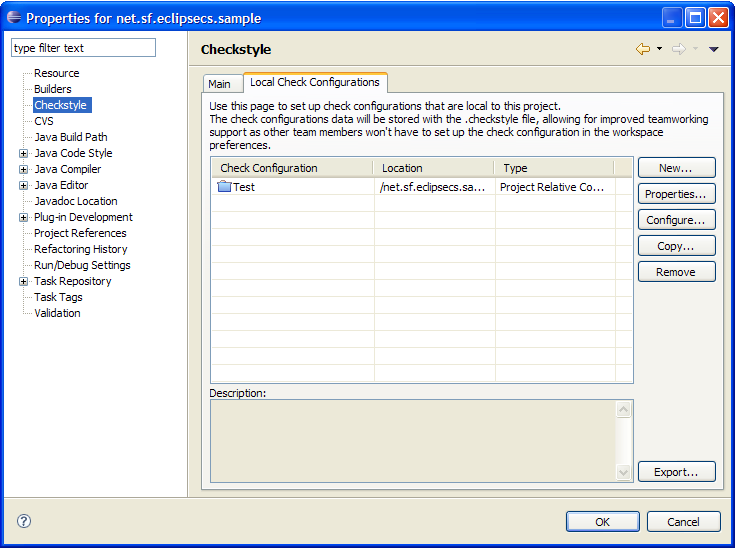 Properties for net.sf.eclipsecs.sample
type filter text
Resource
Builders
Checkstyle
CVS
Java Build Path
Java Code Style
Java Compiler
Java Editor
Javadoc Location
Plug-in Development
Project References
Refactoring History
Run/Debug Settings
Task Repository
Task Tags
Validation
Checkstyle
Main Local Check Configurations
Use this page to set up check configurations that are local to this project.
The check configurations data will be stored with the .checkstyle file, allowing for improved teamworking
support as other team members won't have to set up the check configuration in the workspace
preferences.
Check Configuration Location Type
Test /net.sf.eclipsecs.sa... Project Relative Co...
New...
Properties...
Configure...
Copy...
Remove
Description:
Export...
? OK Cancel